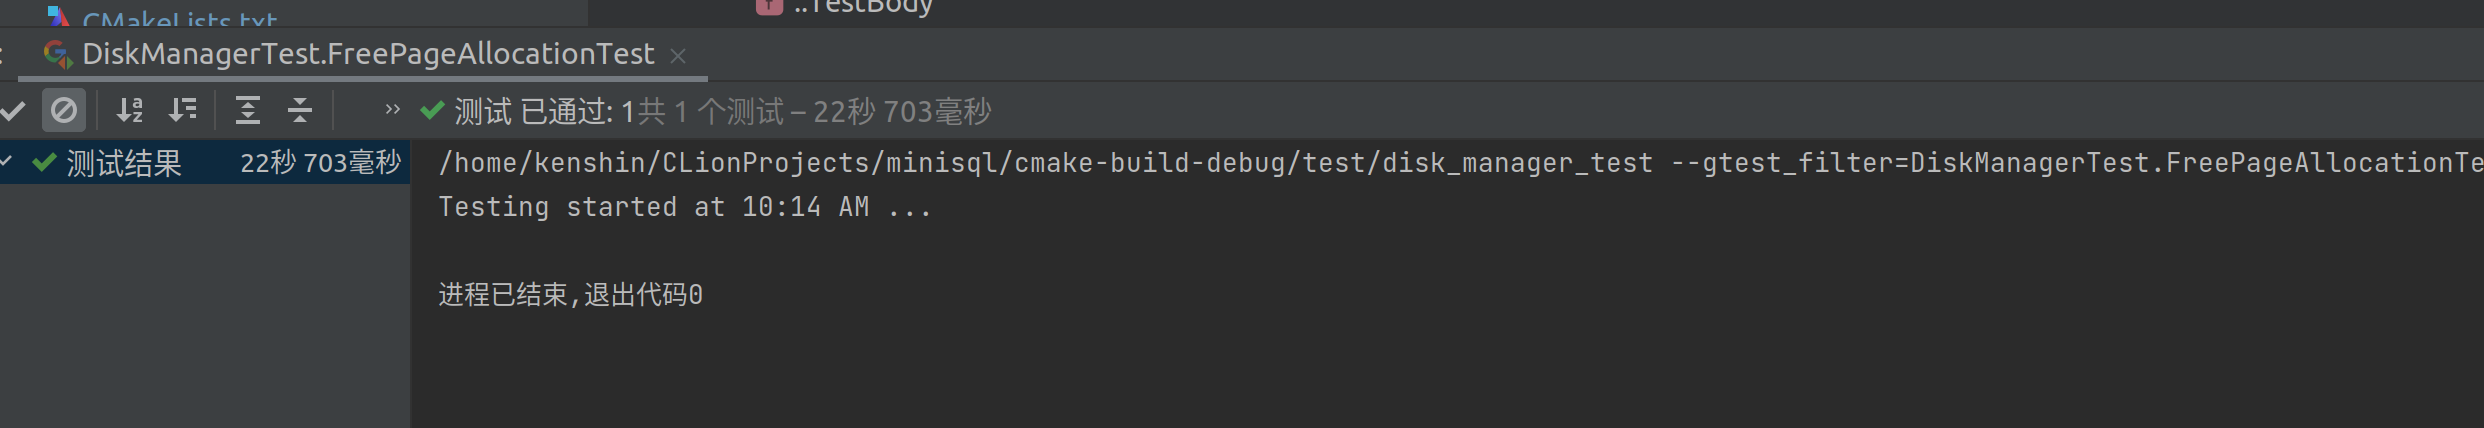 CMakeLists.txt
..TestBody
DiskManagerTest.FreePageAllocationTest
测试 已通过: 1共 1 个测试 – 22秒 703毫秒
测试结果 22秒 703毫秒
/home/kenshin/CLionProjects/minisql/cmake-build-debug/test/disk_manager_test --gtest_filter=DiskManagerTest.FreePageAllocationTe
Testing started at 10:14 AM ...
进程已结束,退出代码0